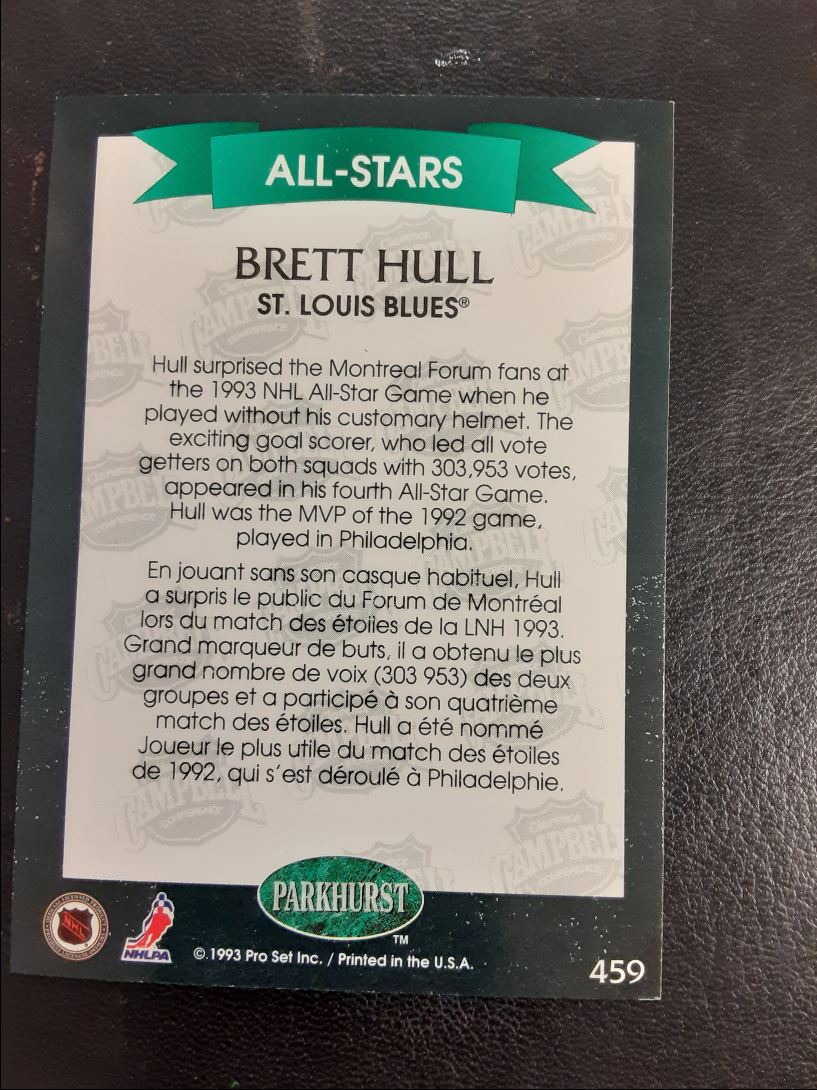 ALL-STARS
BRETT HULL
ST. LOUIS BLUES®
Hull surprised the Montreal Forum fans at
the 1993 NHL All-Star Game when he
played without his customary helmet. The
exciting goal scorer, who led all vote
getters on both squads with 303,953 votes,
appeared in his fourth All-Star Game.
Hull was the MVP of the 1992 game,
played in Philadelphia.
En jouant sans son casque habituel, Hull
a surpris le public du Forum de Montréal
lors du match des étoiles de la LNH 1993.
Grand marqueur de buts, il a obtenu le plus
grand nombre de voix (303 953) des deux
groupes et a participé à son quatrième
match des étoiles. Hull a été nommé
Joueur le plus utile du match des étoiles
de 1992, qui s'est déroulé à Philadelphie.
CAMPBELL
CONFERENCE
PARKHURST
TM
NHL
NHLPA
© 1993 Pro Set Inc. / Printed in the U.S.A.
459